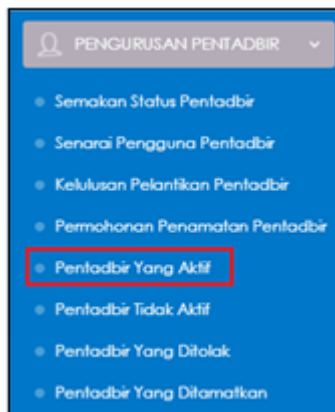 PENGURUSAN PENTADBIR
Semakan Status Pentadbir
Senarai Pengguna Pentadbir
Kelulusan Pelantikan Pentadbir
Permohonan Penamatan Pentadbir
Pentadbir Yang Aktif
Pentadbir Tidak Aktif
Pentadbir Yang Ditolak
Pentadbir Yang Ditamatkan